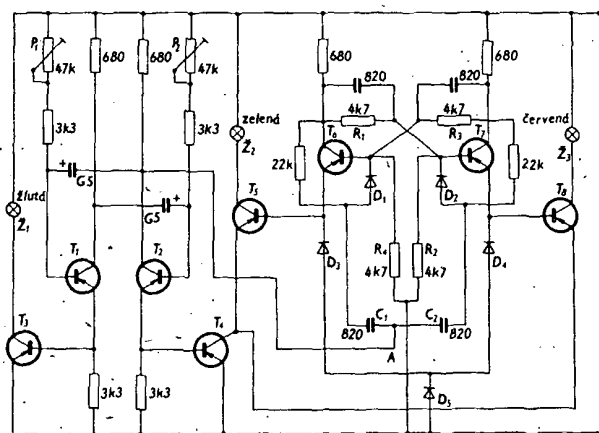 P₁
47k
680
680
P₂
47k
680
820
820
680
3k3
3k3
zelená
Ž₂
4k7
R₁
4k7
R₃
červená
Ž₃
+
G5
T₆
T₇
22k
22k
žlutá
Ž₁
G5
+
T₅
D₁
D₂
T₈
T₁
T₂
D₃
R₄
4k7
R₂
4k7
D₄
T₃
T₄
C₁
820
C₂
820
A
3k3
3k3
D₅